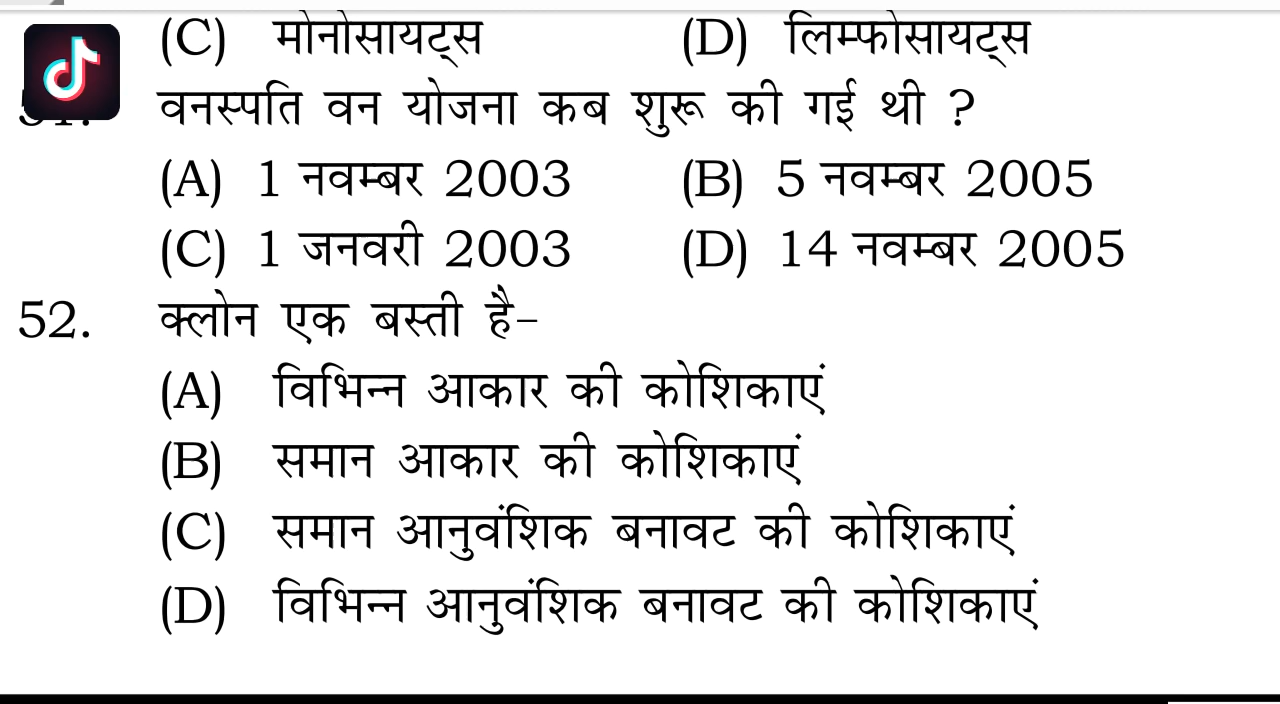 (C) मोनोसायट्स (D) लिम्फोसायट्स
51. वनस्पति वन योजना कब शुरू की गई थी ?
(A) 1 नवम्बर 2003 (B) 5 नवम्बर 2005
(C) 1 जनवरी 2003 (D) 14 नवम्बर 2005
52. क्लोन एक बस्ती है-
(A) विभिन्न आकार की कोशिकाएं
(B) समान आकार की कोशिकाएं
(C) समान आनुवंशिक बनावट की कोशिकाएं
(D) विभिन्न आनुवंशिक बनावट की कोशिकाएं